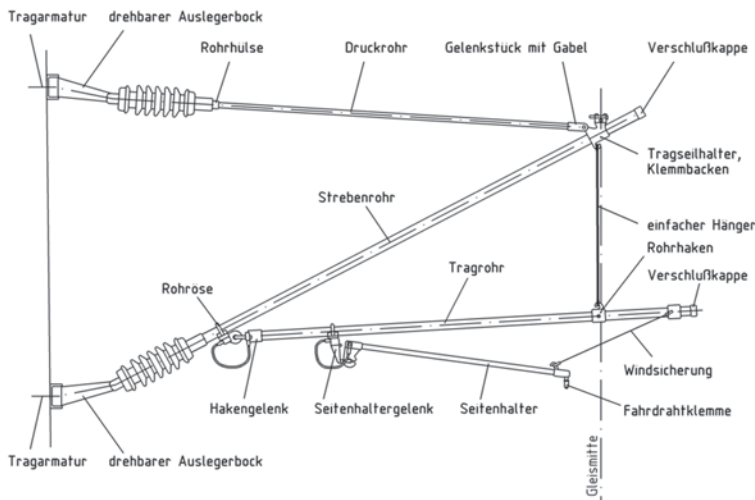 Tragarmatur
drehbarer Auslegerbock
Rohrhülse
Druckrohr
Gelenkstück mit Gabel
Verschlußkappe
Tragseilhalter,
Klemmbacken
Strebenrohr
einfacher Hänger
Rohrhaken
Rohröse
Tragrohr
Verschlußkappe
Windsicherung
Hakengelenk
Seitenhaltergelenk
Seitenhalter
Fahrdrahtklemme
Tragarmatur
drehbarer Auslegerbock
Gleismitte